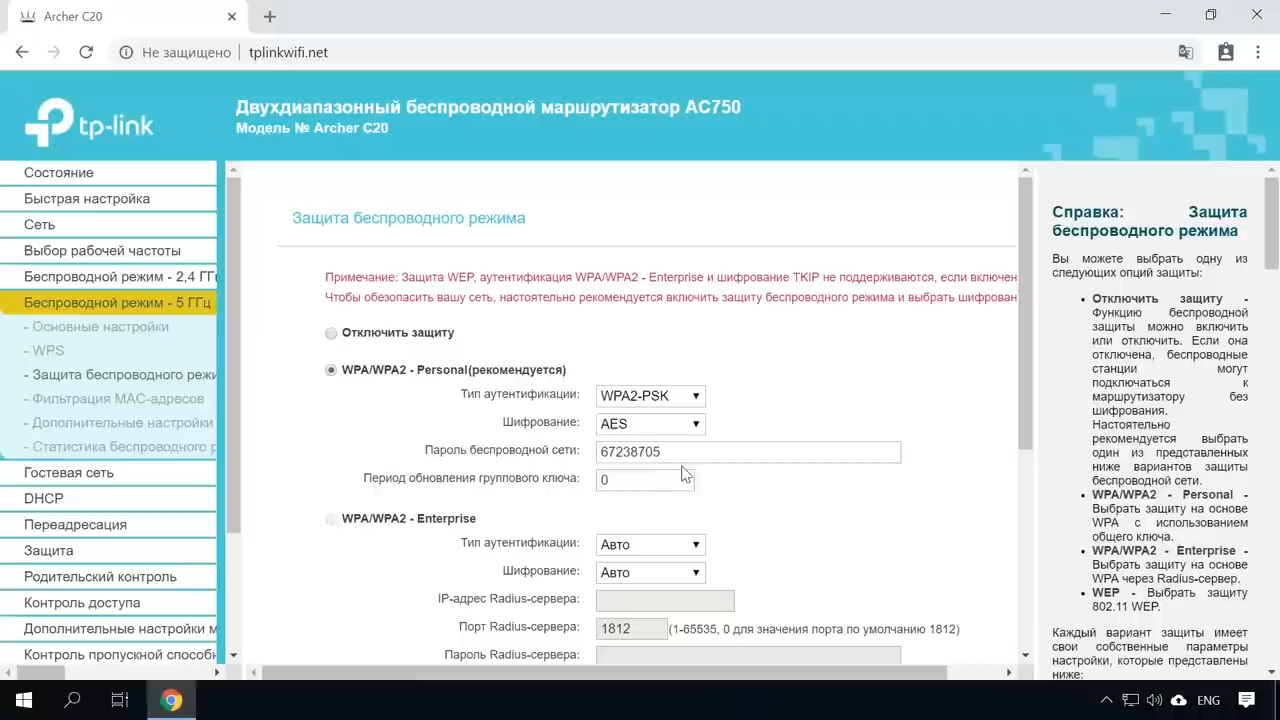 Archer C20
Не защищено
tplinkwifi.net
tp-link
Двухдиапазонный беспроводной маршрутизатор AC750
Модель № Archer C20
Состояние
Быстрая настройка
Сеть
Выбор рабочей частоты
Беспроводной режим - 2,4 ГГ
Беспроводной режим - 5 ГГц
- Основные настройки
- WPS
- Защита беспроводного режи
- Фильтрация MAC-адресов
- Дополнительные настройки
- Статистика беспроводного р
Гостевая сеть
DHCP
Переадресация
Защита
Родительский контроль
Контроль доступа
Дополнительные настройки м
Контроль пропускной способн
Защита беспроводного режима
Примечание: Защита WEP, аутентификация WPA/WPA2 - Enterprise и шифрование TKIP не поддерживаются, если включен
Чтобы обезопасить вашу сеть, настоятельно рекомендуется включить защиту беспроводного режима и выбрать шифрован
Отключить защиту
WPA/WPA2 - Personal(рекомендуется)
Тип аутентификации: WPA2-PSK
Шифрование: AES
Пароль беспроводной сети: 67238705
Период обновления группового ключа: 0
WPA/WPA2 - Enterprise
Тип аутентификации: Авто
Шифрование: Авто
IP-адрес Radius-сервера:
Порт Radius-сервера: 1812 (1-65535, 0 для значения порта по умолчанию 1812)
Пароль Radius-сервера:
Справка: Защита
беспроводного режима
Вы можете выбрать одну из
следующих опций защиты:
• Отключить защиту -
Функцию беспроводной
защиты можно включить
или отключить. Если она
отключена, беспроводные
станции могут
подключаться к
маршрутизатору без
шифрования.
Настоятельно
рекомендуется выбрать
один из представленных
ниже вариантов защиты
беспроводной сети.
• WPA/WPA2 - Personal -
Выбрать защиту на основе
WPA с использованием
общего ключа.
• WPA/WPA2 - Enterprise -
Выбрать защиту на основе
WPA через Radius-сервер.
• WEP - Выбрать защиту
802.11 WEP.
Каждый вариант защиты имеет
свои собственные параметры
настройки, которые представлены
ниже:
ENG